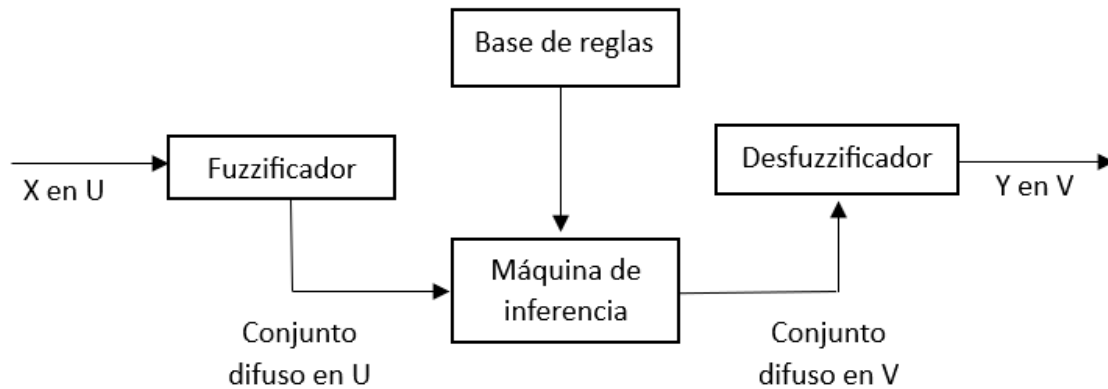 Base de reglas
Fuzzificador
Desfuzzificador
X en U
Y en V
Máquina de
inferencia
Conjunto
difuso en U
Conjunto
difuso en V